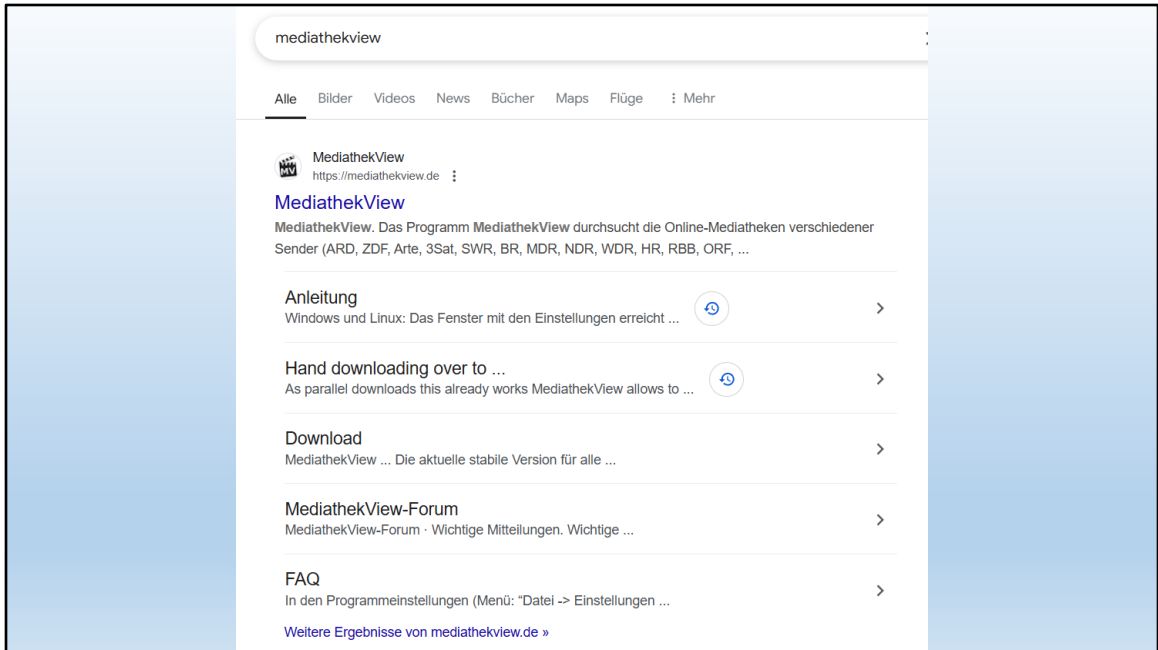 mediathekview
Alle Bilder Videos News Bücher Maps Flüge Mehr
MV
MediathekView
https://mediathekview.de
MediathekView
MediathekView. Das Programm MediathekView durchsucht die Online-Mediatheken verschiedener
Sender (ARD, ZDF, Arte, 3Sat, SWR, BR, MDR, NDR, WDR, HR, RBB, ORF, ...
Anleitung
Windows und Linux: Das Fenster mit den Einstellungen erreicht ...
Hand downloading over to ...
As parallel downloads this already works MediathekView allows to ...
Download
MediathekView ... Die aktuelle stabile Version für alle ...
MediathekView-Forum
MediathekView-Forum · Wichtige Mitteilungen. Wichtige ...
FAQ
In den Programmeinstellungen (Menü: “Datei -> Einstellungen ...
Weitere Ergebnisse von mediathekview.de »